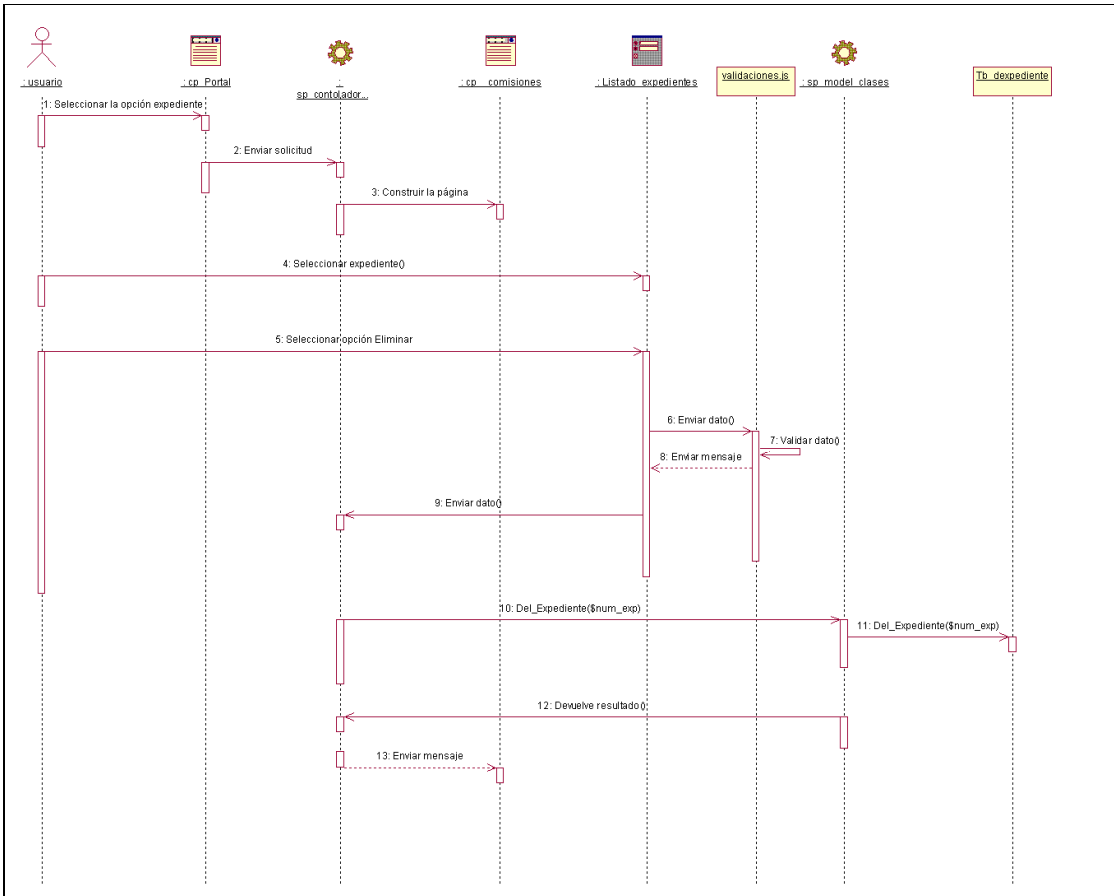 : usuario
: cp_Portal
:
sp_contolador...
: cp_ comisiones
: Listado_expedientes
validaciones.js
: sp_model_clases
Tb_dexpediente
1: Seleccionar la opción expediente
2: Enviar solicitud
3: Construir la página
4: Seleccionar expediente()
5: Seleccionar opción Eliminar
6: Enviar dato()
7: Validar dato()
8: Enviar mensaje
9: Enviar dato()
10: Del_Expediente($num_exp)
11: Del_Expediente($num_exp)
12: Devuelve resultado()
13: Enviar mensaje